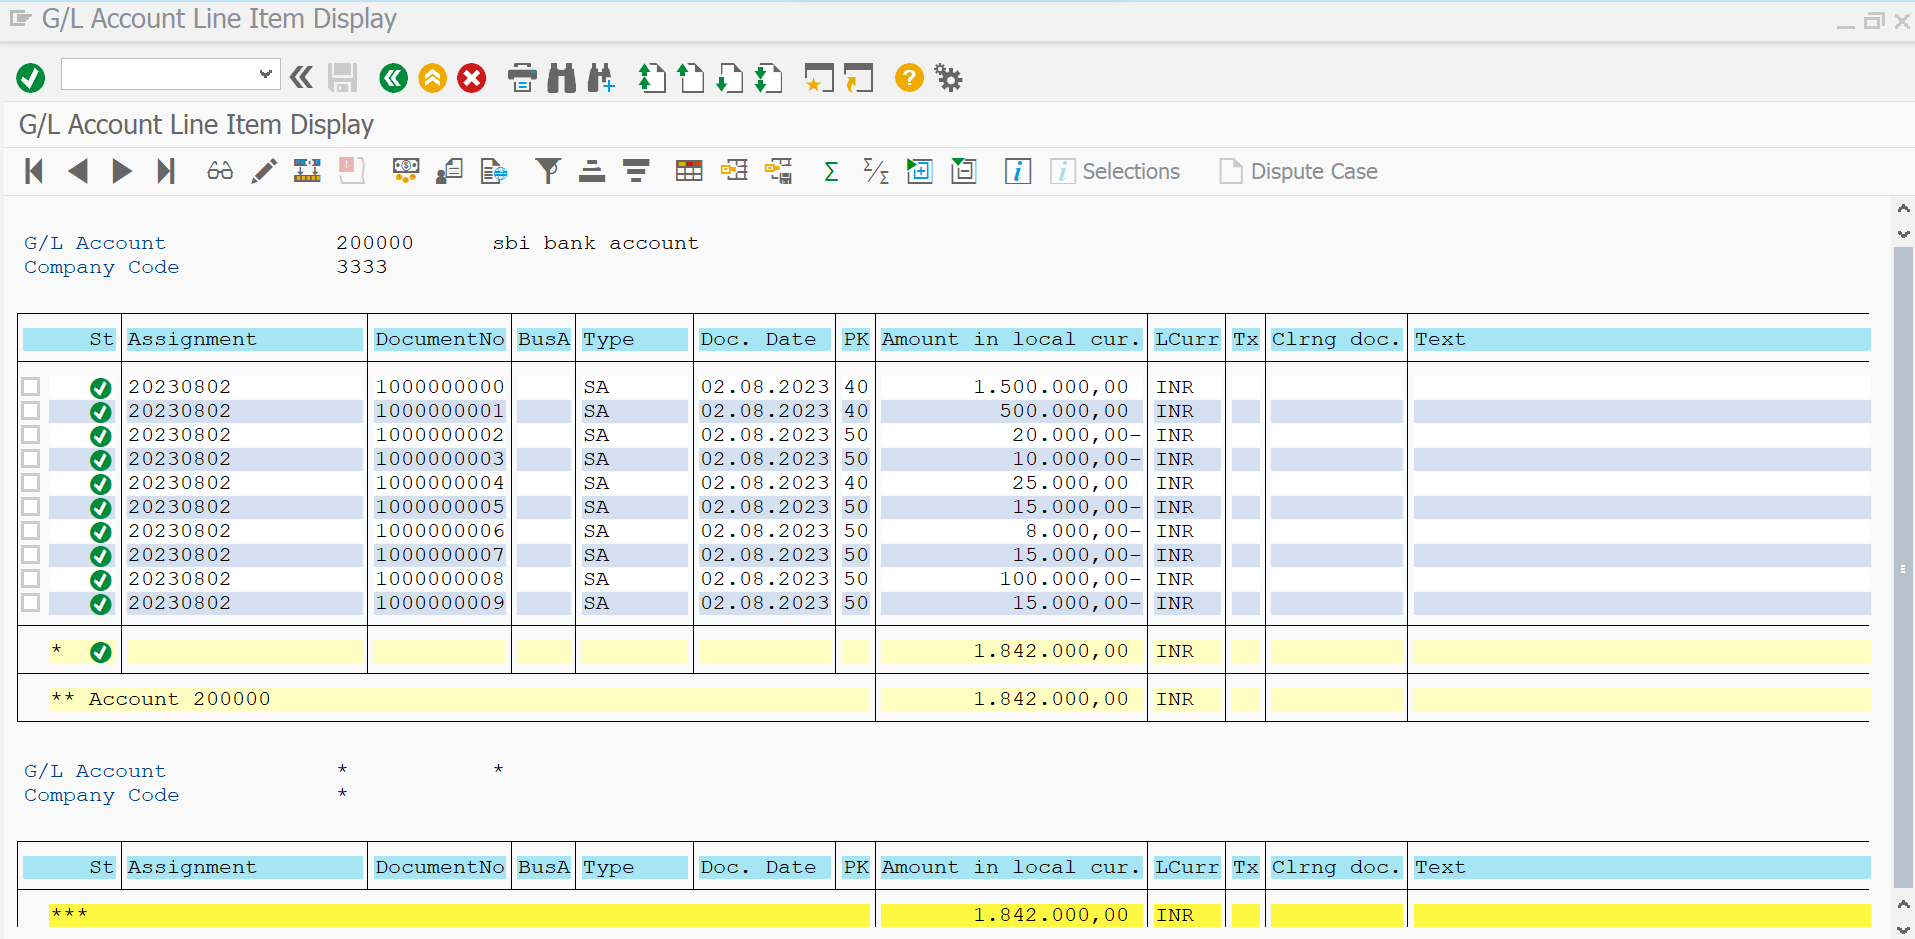 G/L Account Line Item Display
G/L Account Line Item Display
Selections Dispute Case
G/L Account 200000 sbi bank account
Company Code 3333
St Assignment DocumentNo BusA Type Doc. Date PK Amount in local cur. LCurr Tx Clrng doc. Text
20230802 1000000000 SA 02.08.2023 40 1.500.000,00 INR
20230802 1000000001 SA 02.08.2023 40 500.000,00 INR
20230802 1000000002 SA 02.08.2023 50 20.000,00- INR
20230802 1000000003 SA 02.08.2023 50 10.000,00- INR
20230802 1000000004 SA 02.08.2023 40 25.000,00 INR
20230802 1000000005 SA 02.08.2023 50 15.000,00- INR
20230802 1000000006 SA 02.08.2023 50 8.000,00- INR
20230802 1000000007 SA 02.08.2023 50 15.000,00- INR
20230802 1000000008 SA 02.08.2023 50 100.000,00- INR
20230802 1000000009 SA 02.08.2023 50 15.000,00- INR
* 1.842.000,00 INR
** Account 200000 1.842.000,00 INR
G/L Account * *
Company Code *
St Assignment DocumentNo BusA Type Doc. Date PK Amount in local cur. LCurr Tx Clrng doc. Text
*** 1.842.000,00 INR